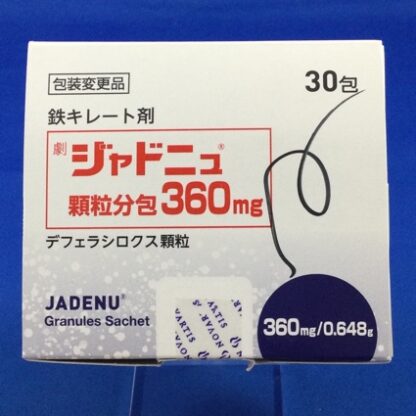 包装変更品
30包
鉄キレート剤
劇 ジャドニュ®
顆粒分包 360mg
デフェラシロクス顆粒
JADENU®
Granules Sachet
360mg/0.648g
NOVARTIS